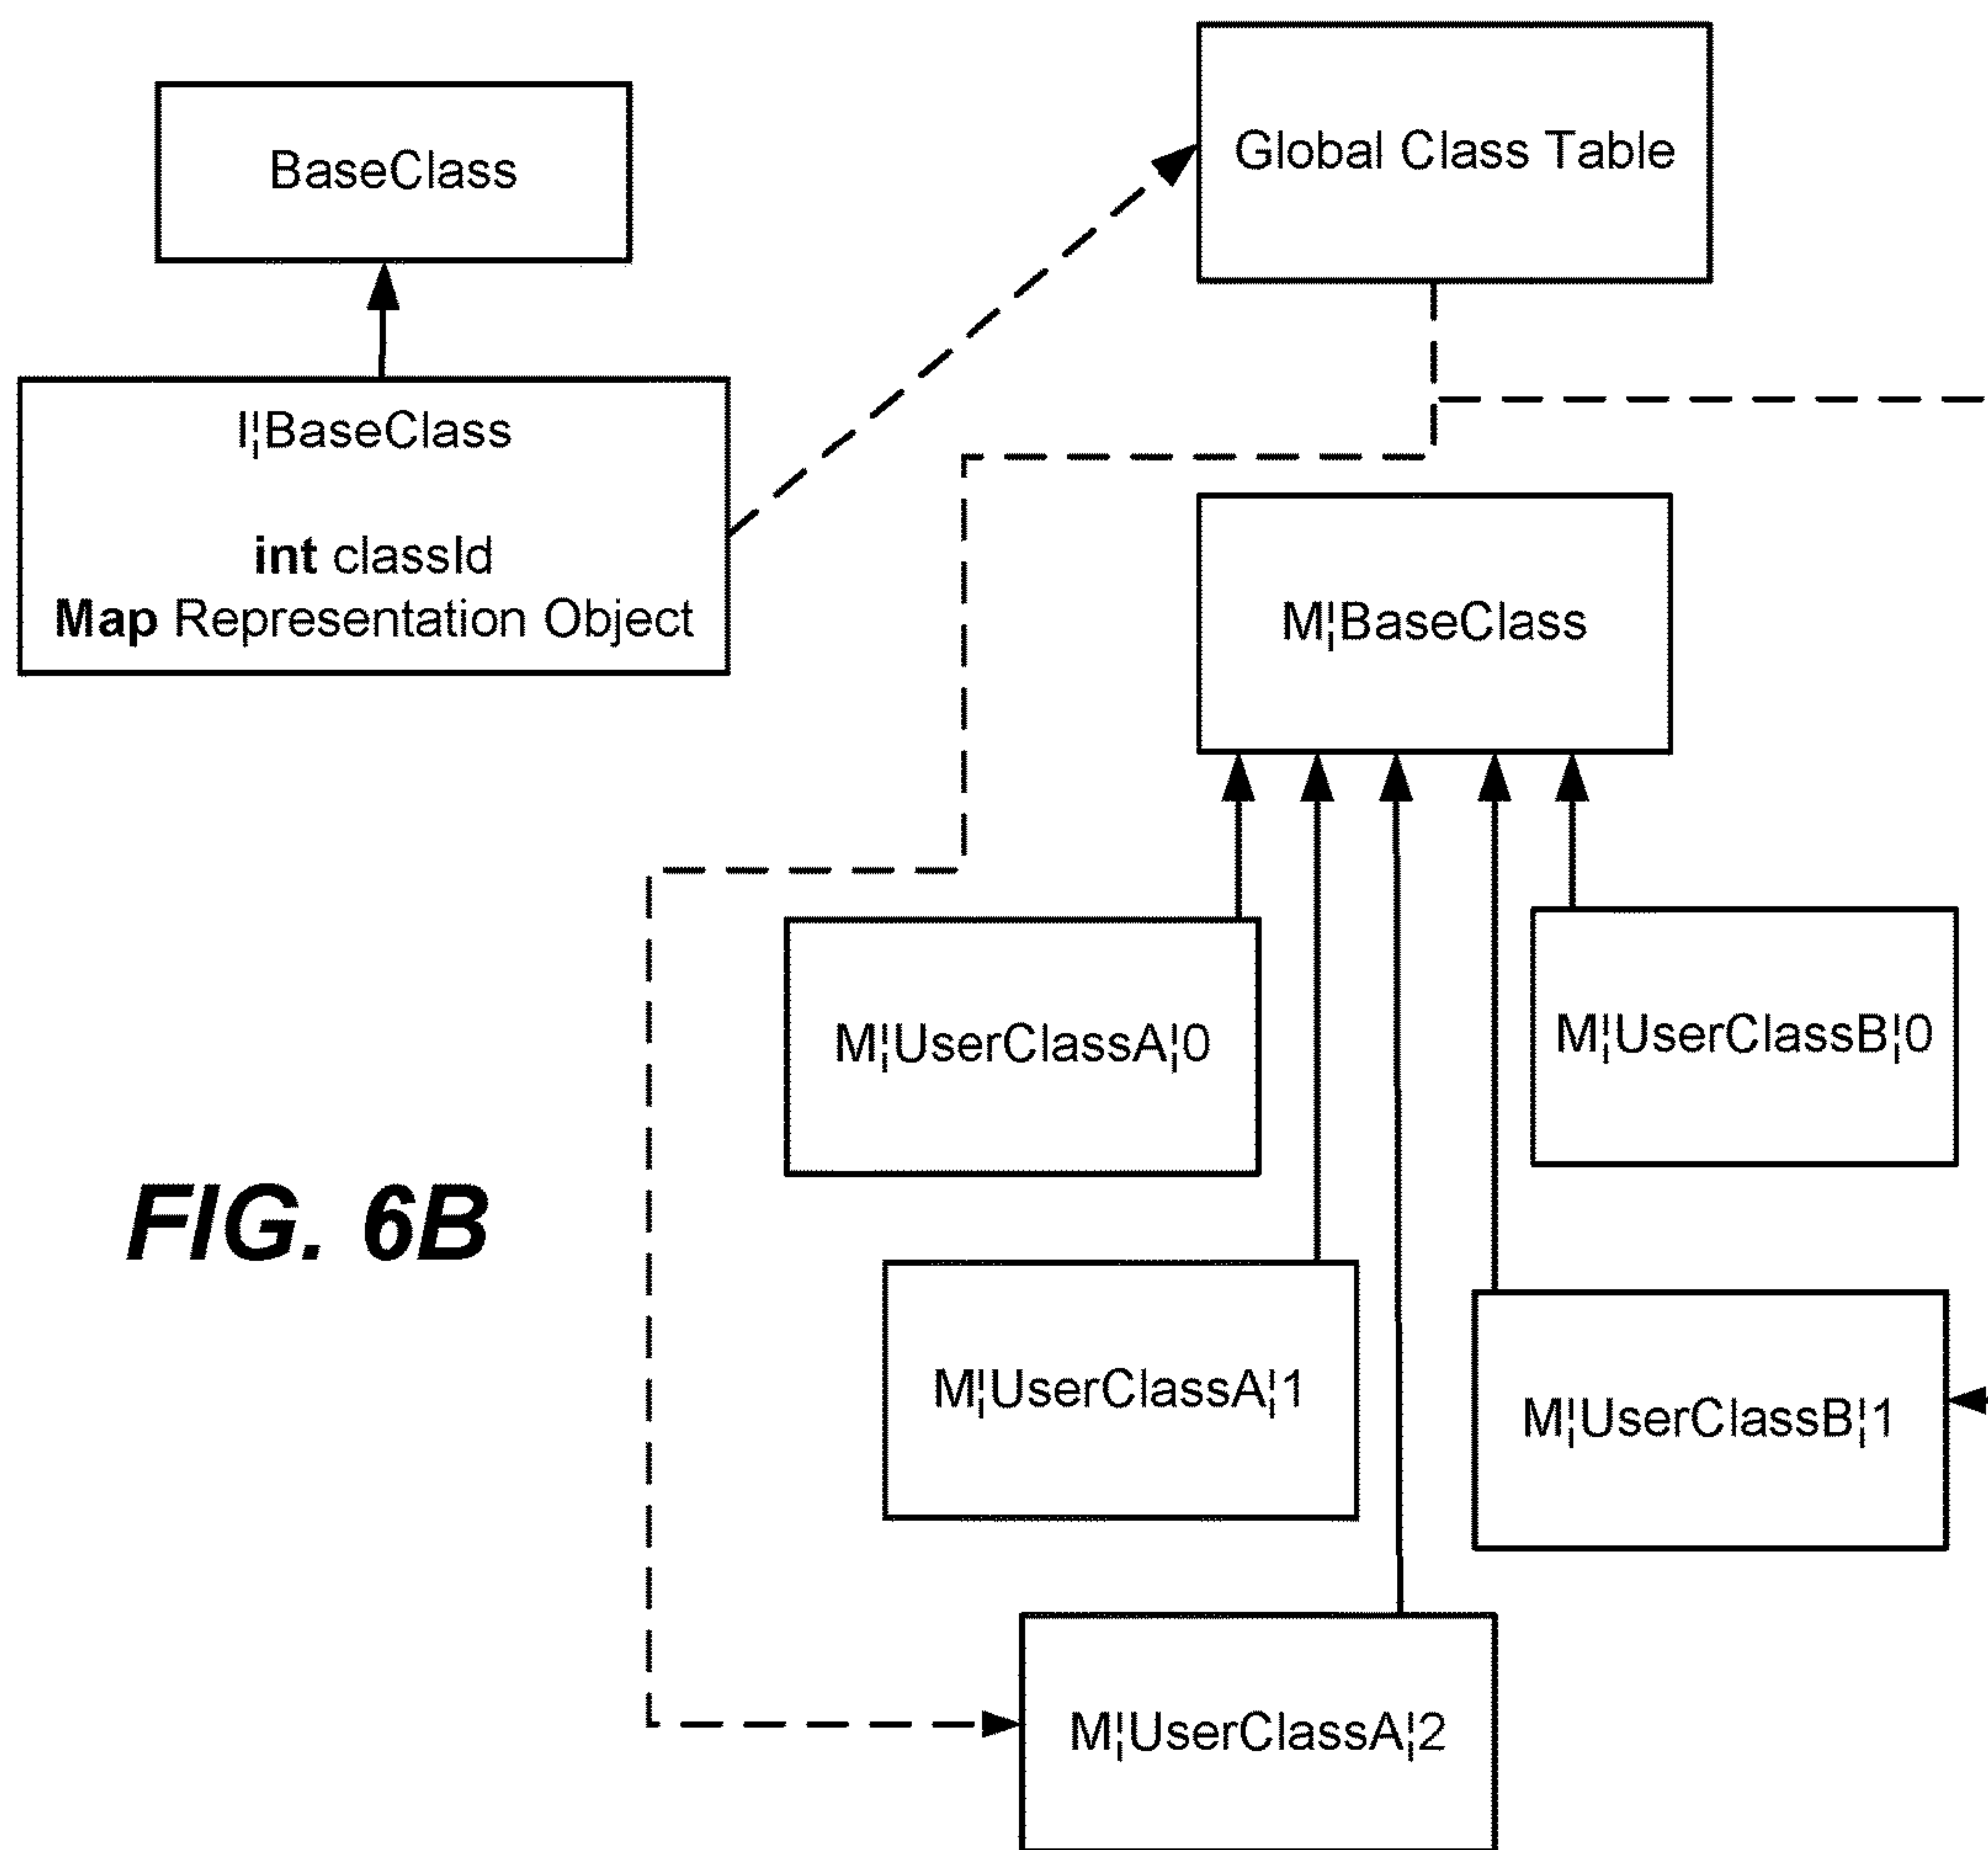 Global Class Table
BaseClass
I¦BaseClass
int classId
Map Representation Object
M¦BaseClass
M¦UserClassA¦0
M¦UserClassB¦0
FIG. 6B
M¦UserClassA¦1
M¦UserClassB¦1
M¦UserClassA¦2